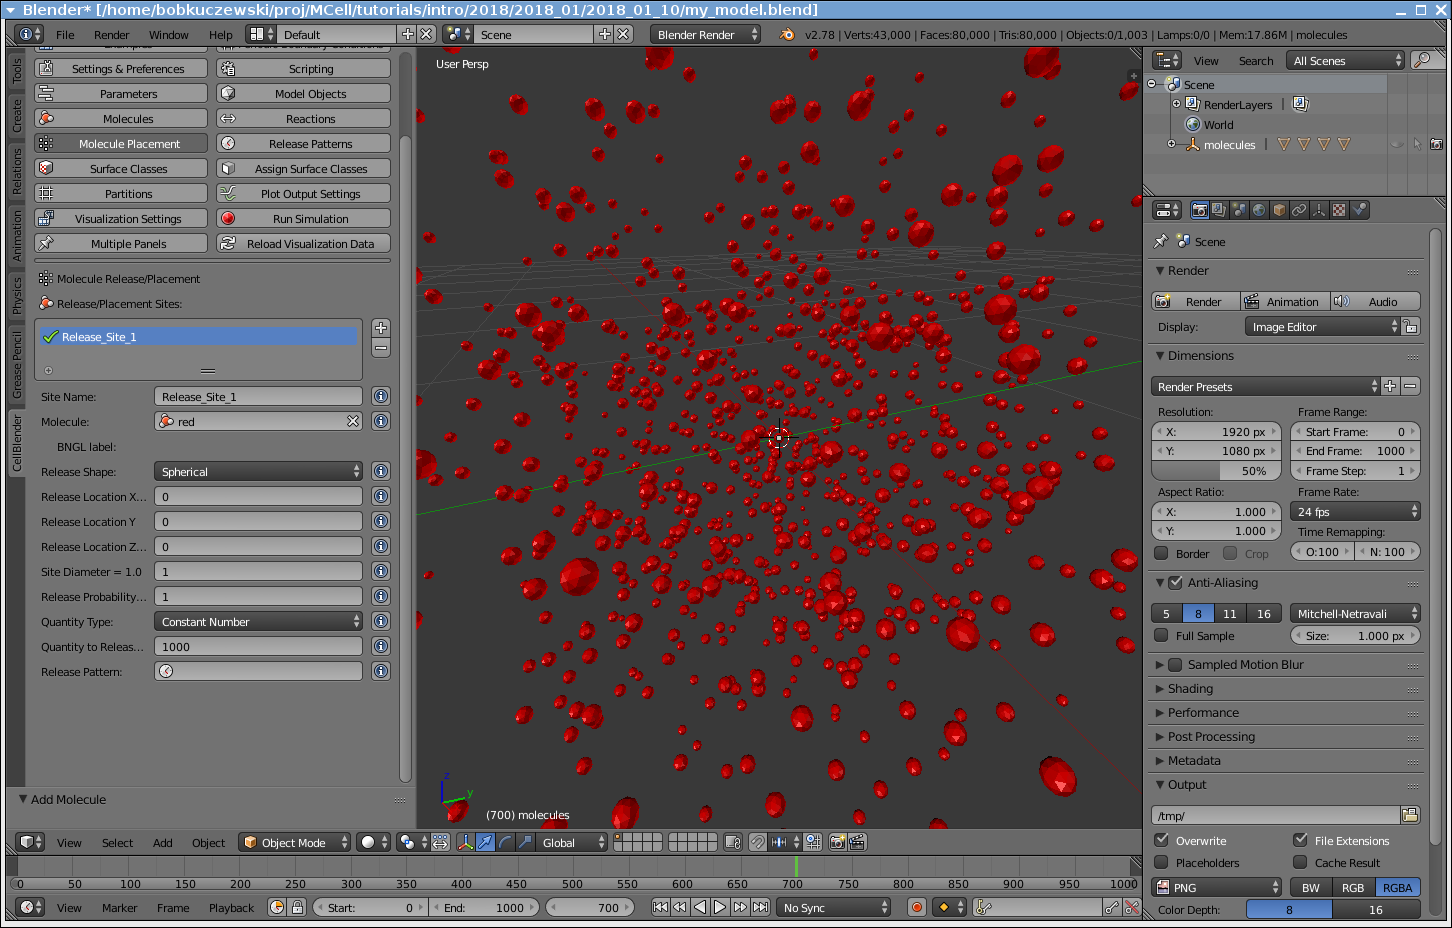 Blender* [/home/bobkuczewski/proj/MCell/tutorials/intro/2018/2018_01/2018_01_10/my_model.blend]
File Render Window Help Default Scene Blender Render v2.78 | Verts:43,000 | Faces:80,000 | Tris:80,000 | Objects:0/1,003 | Lamps:0/0 | Mem:17.86M | molecules
Tools
Create
Relations
Animation
Physics
Grease Pencil
CellBlender
Settings & Preferences Scripting
Parameters Model Objects
Molecules Reactions
Molecule Placement Release Patterns
Surface Classes Assign Surface Classes
Partitions Plot Output Settings
Visualization Settings Run Simulation
Multiple Panels Reload Visualization Data
Molecule Release/Placement
Release/Placement Sites:
Release_Site_1
Site Name: Release_Site_1
Molecule: red
BNGL label:
Release Shape: Spherical
Release Location X... 0
Release Location Y 0
Release Location Z... 0
Site Diameter = 1.0 1
Release Probability... 1
Quantity Type: Constant Number
Quantity to Releas... 1000
Release Pattern:
Add Molecule
User Persp
z
y
(700) molecules
View Select Add Object Object Mode Global
0 50 100 150 200 250 300 350 400 450 500 550 600 650 700 750 800 850 900 950 1000
View Marker Frame Playback Start: 0 End: 1000 700 No Sync
View Search All Scenes
Scene
RenderLayers |
World
molecules |
Scene
Render
Render Animation Audio
Display: Image Editor
Dimensions
Render Presets
Resolution: Frame Range:
X: 1920 px Start Frame: 0
Y: 1080 px End Frame: 1000
50% Frame Step: 1
Aspect Ratio: Frame Rate:
X: 1.000 24 fps
Y: 1.000 Time Remapping:
Border Crop O:100 N: 100
Anti-Aliasing
5 8 11 16 Mitchell-Netravali
Full Sample Size: 1.000 px
Sampled Motion Blur
Shading
Performance
Post Processing
Metadata
Output
/tmp/
Overwrite File Extensions
Placeholders Cache Result
PNG BW RGB RGBA
Color Depth: 8 16